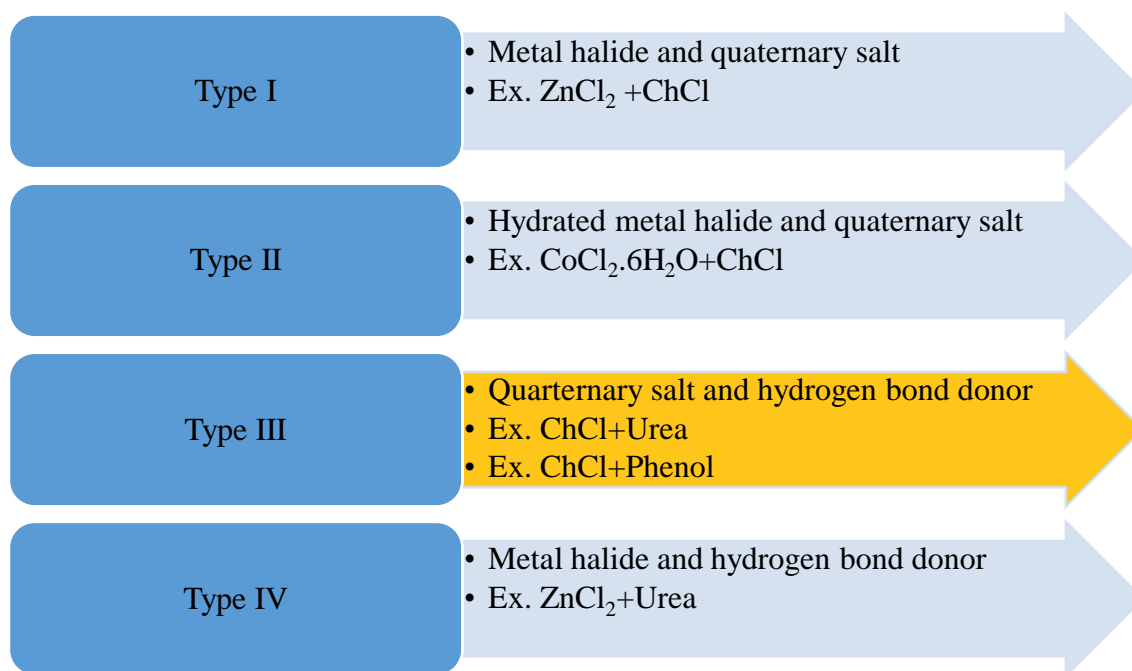 Type I
• Metal halide and quaternary salt
• Ex. ZnCl₂ +ChCl
Type II
• Hydrated metal halide and quaternary salt
• Ex. CoCl₂.6H₂O+ChCl
Type III
• Quarternary salt and hydrogen bond donor
• Ex. ChCl+Urea
• Ex. ChCl+Phenol
Type IV
• Metal halide and hydrogen bond donor
• Ex. ZnCl₂+Urea